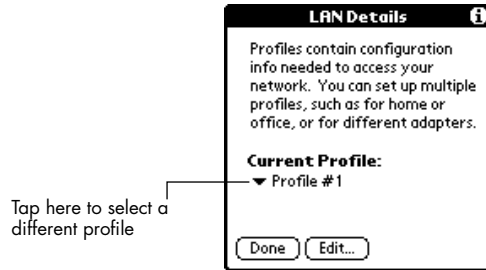 LAN Details
Profiles contain configuration
info needed to access your
network. You can set up multiple
profiles, such as for home or
office, or for different adapters.
Current Profile:
Profile #1
Tap here to select a
different profile
Done
Edit...